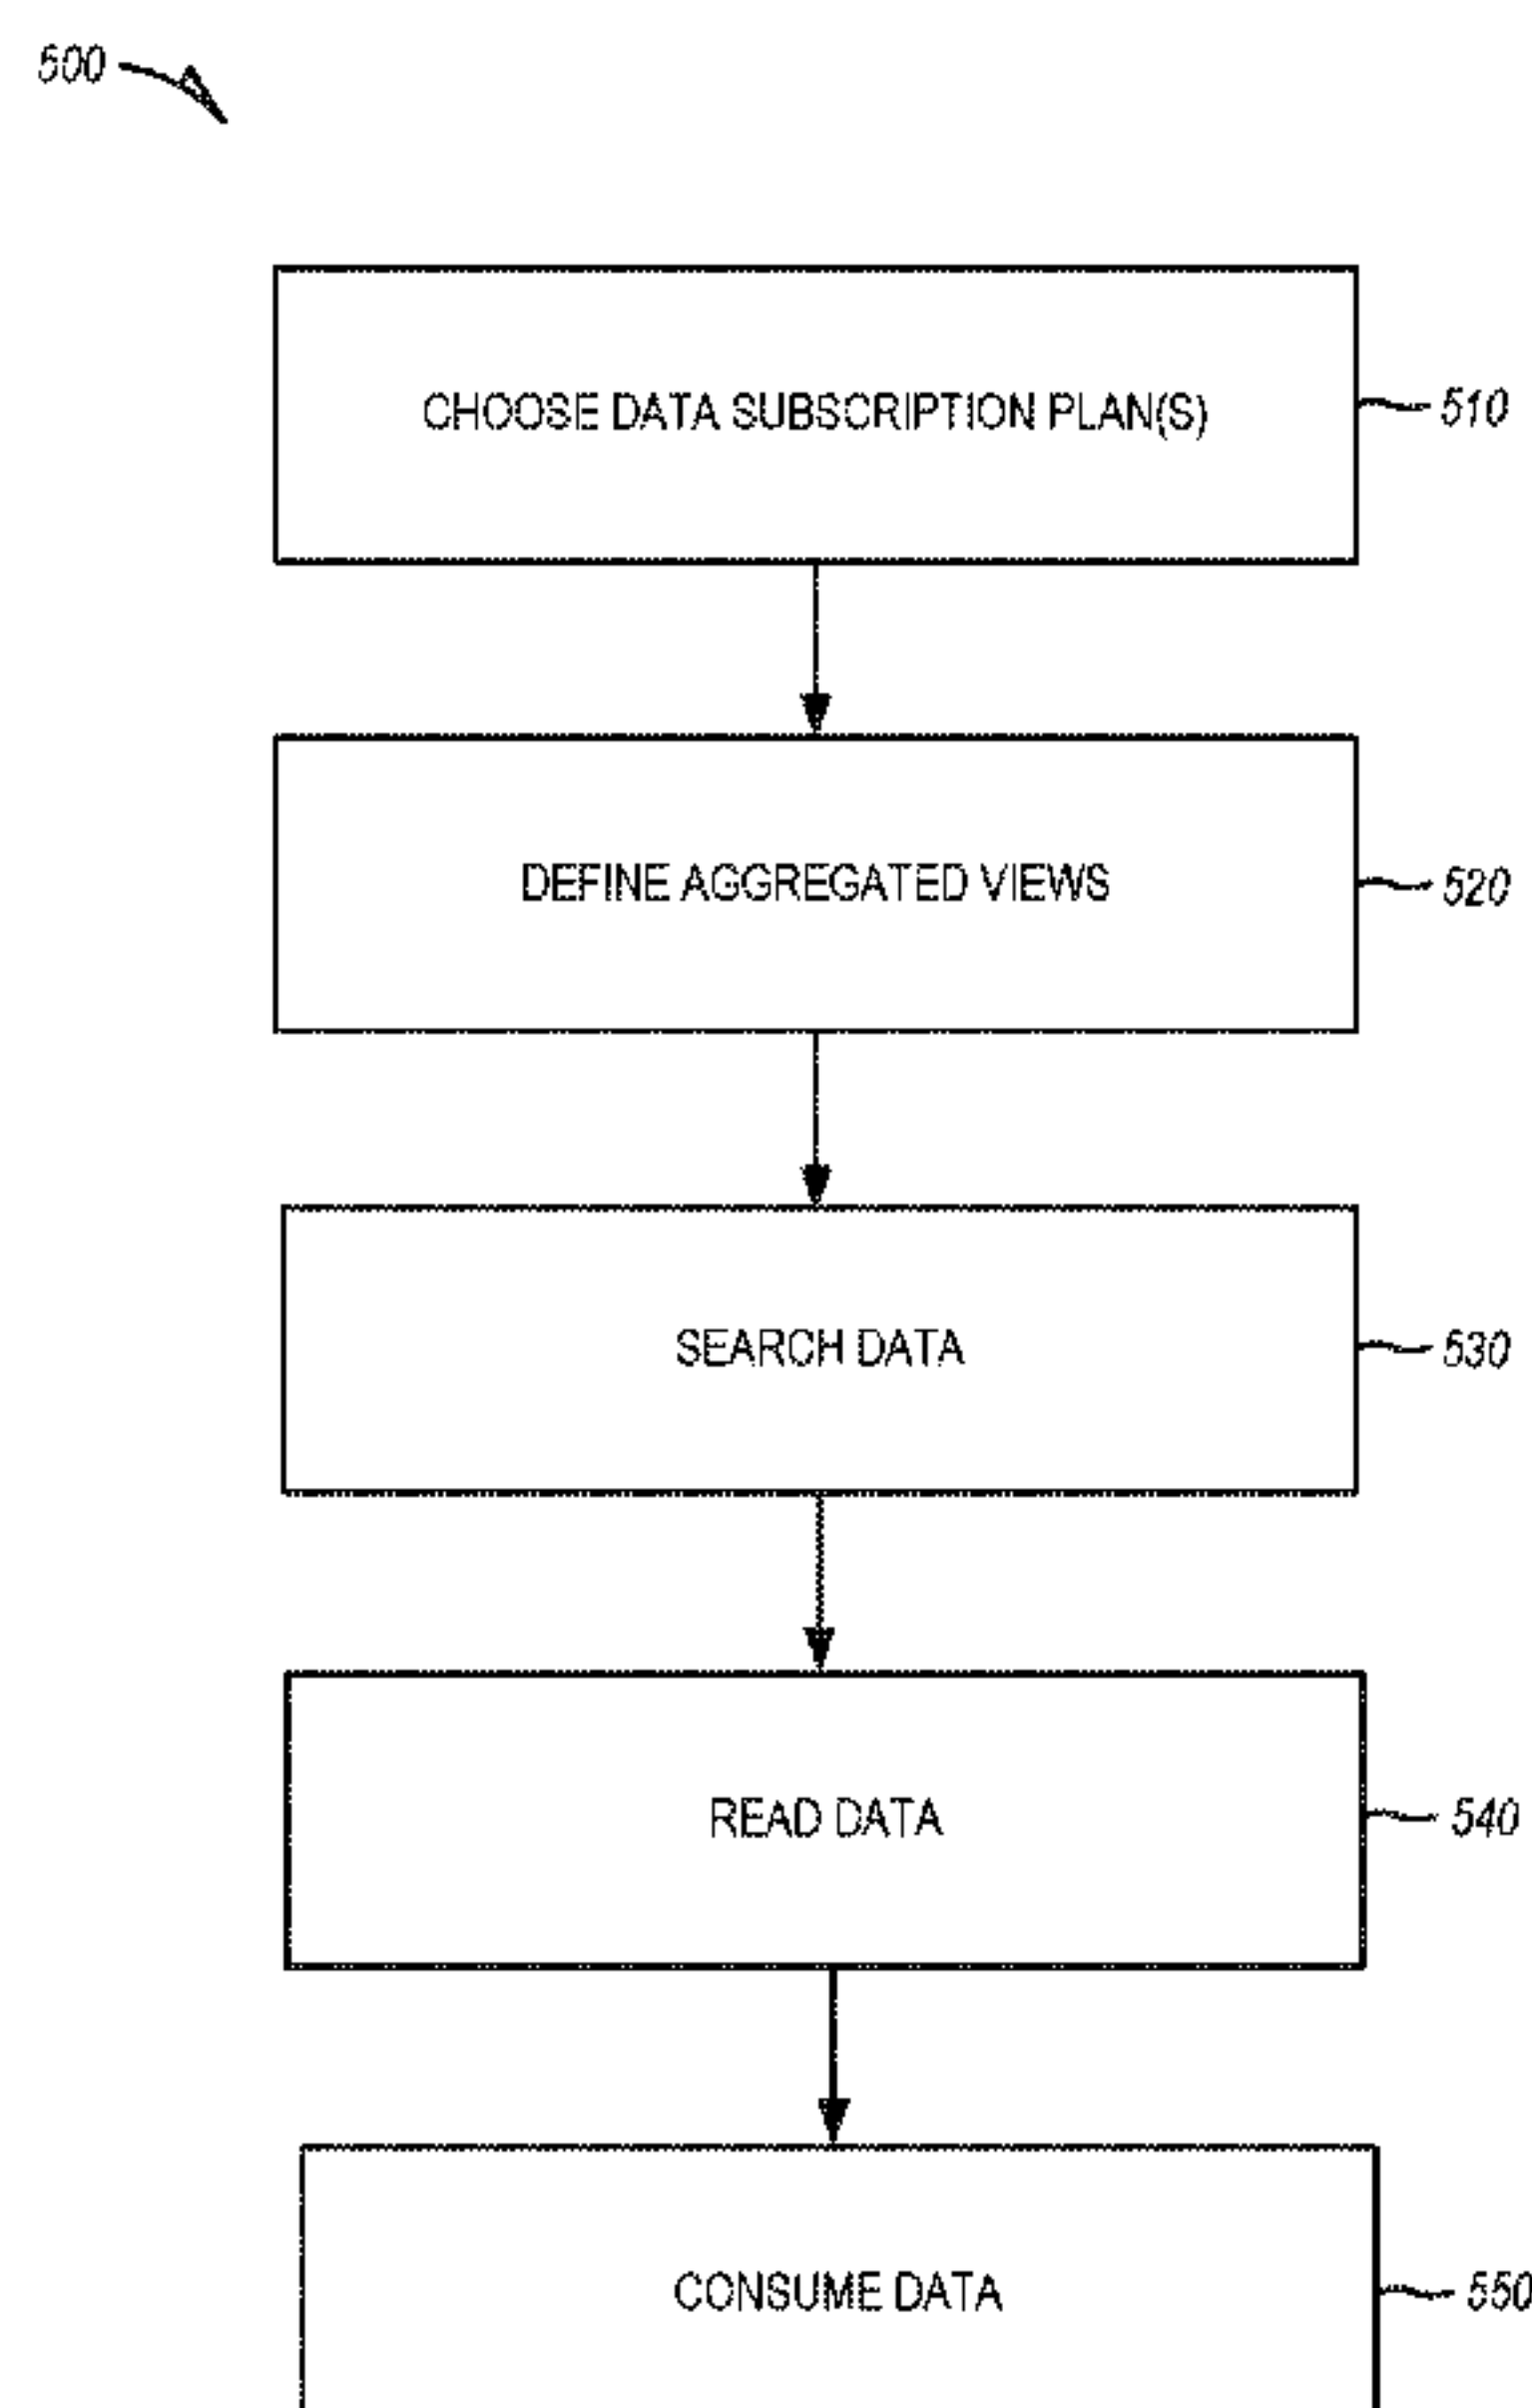 500
CHOOSE DATA SUBSCRIPTION PLAN(S)
510
DEFINE AGGREGATED VIEWS
520
SEARCH DATA
530
READ DATA
540
CONSUME DATA
550